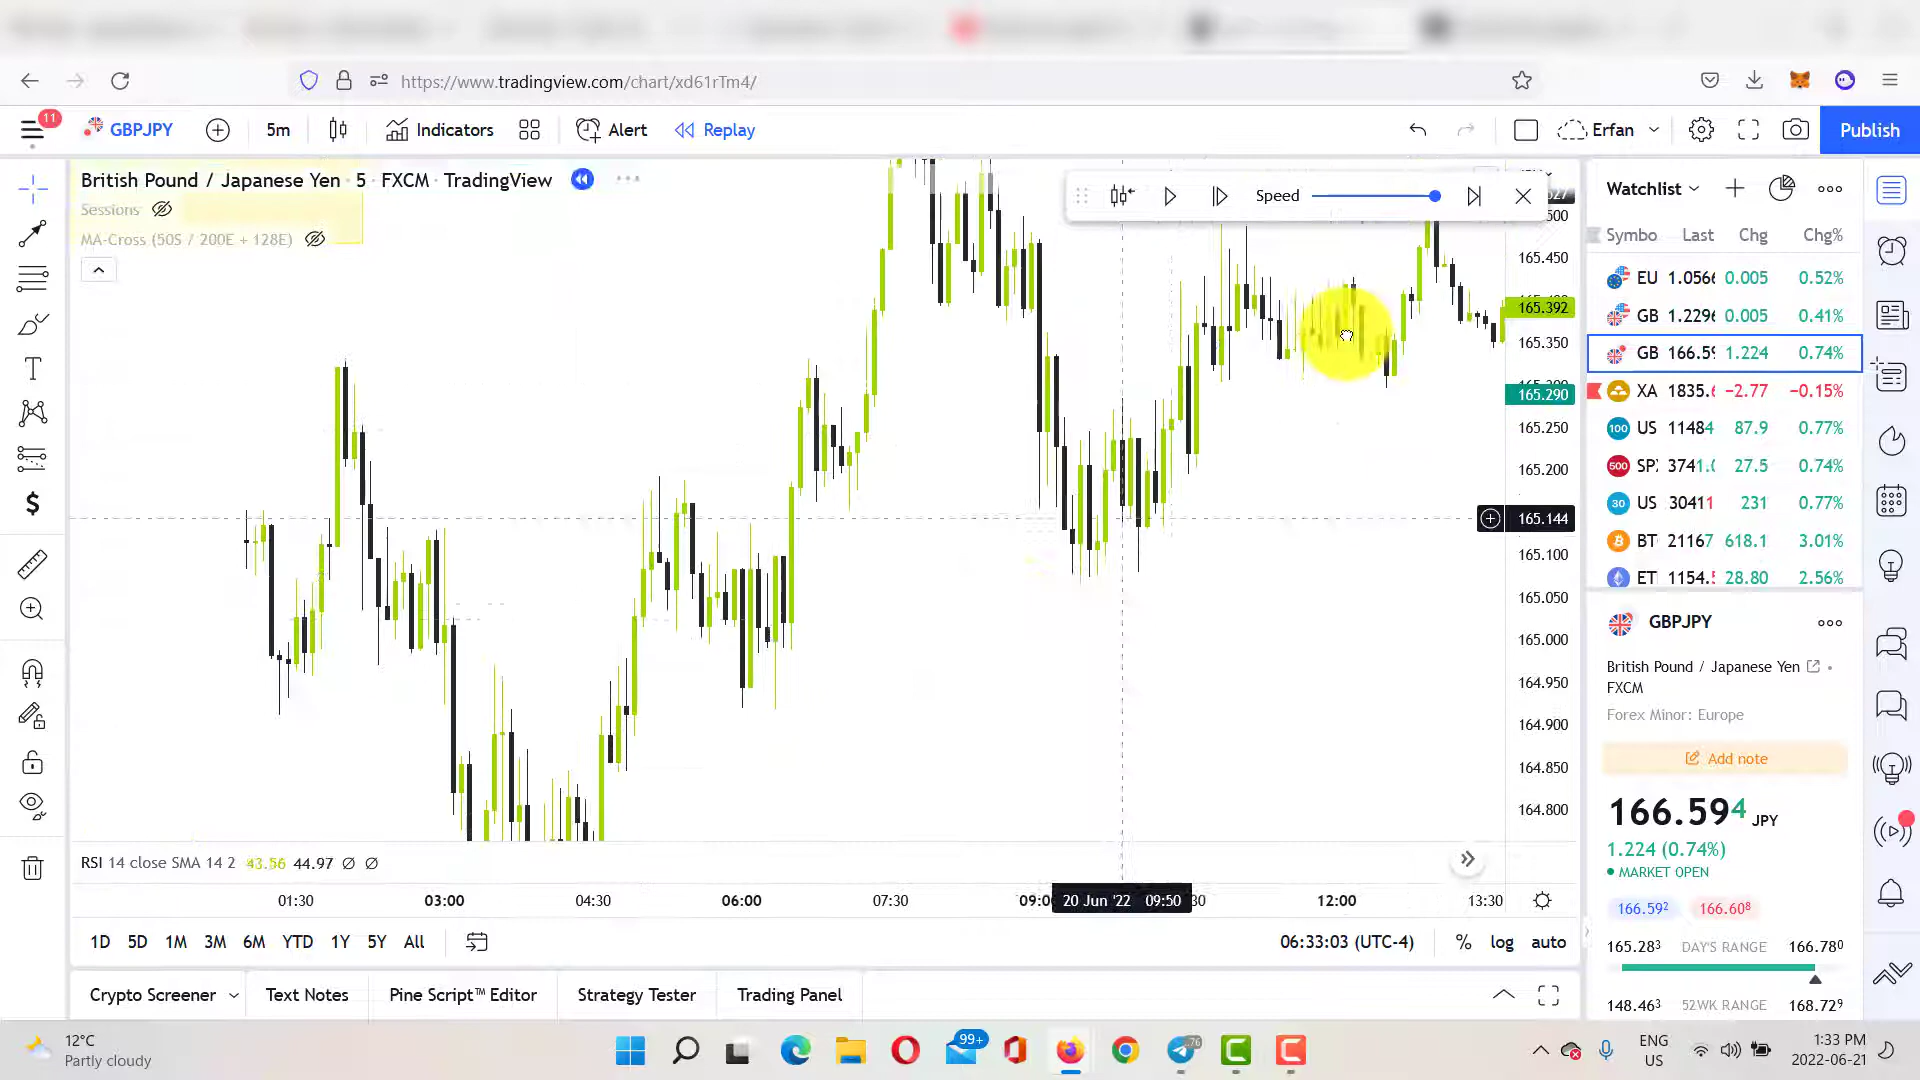 https://www.tradingview.com/chart/xd61rTm4/
11
GBPJPY
5m
Indicators
Alert
Replay
Erfan
Publish
British Pound / Japanese Yen · 5 · FXCM · TradingView
Sessions
MA-Cross (50S / 200E + 128E)
Speed
165.450
165.392
165.350
165.290
165.250
165.200
165.144
165.100
165.050
165.000
164.950
164.900
164.850
164.800
Watchlist
Symbo Last Chg Chg%
EU 1.0566 0.005 0.52%
GB 1.2296 0.005 0.41%
GB 166.59 1.224 0.74%
XA 1835.6 −2.77 −0.15%
100 US 11484 87.9 0.77%
500 SP 3741.0 27.5 0.74%
30 US 30411 231 0.77%
BT 21167 618.1 3.01%
ET 1154.5 28.80 2.56%
GBPJPY
British Pound / Japanese Yen
FXCM
Forex Minor: Europe
Add note
166.594 JPY
1.224 (0.74%)
MARKET OPEN
166.592 166.608
165.283 DAY'S RANGE 166.780
148.463 52WK RANGE 168.729
RSI 14 close SMA 14 2 43.56 44.97 Ø Ø
01:30 03:00 04:30 06:00 07:30 09:0 20 Jun '22 09:50 30 12:00 13:30
1D 5D 1M 3M 6M YTD 1Y 5Y All
06:33:03 (UTC-4) % log auto
Crypto Screener Text Notes Pine Script™ Editor Strategy Tester Trading Panel
12°C
Partly cloudy
99+
76
ENG
US
1:33 PM
2022-06-21